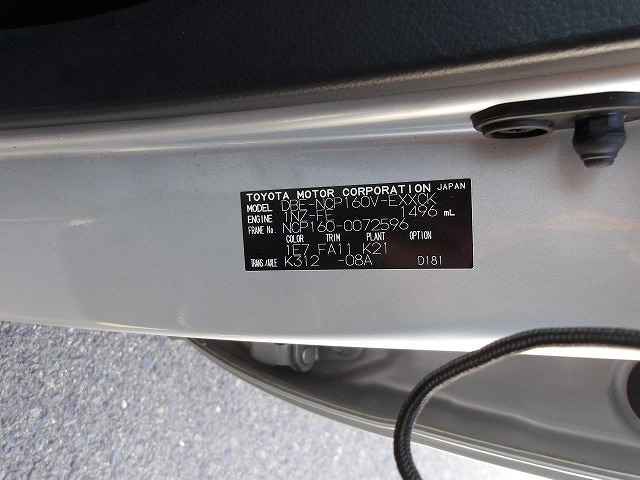 TOYOTA MOTOR CORPORATION JAPAN
MODEL DBE-NCP160V-EXXCK
ENGINE 1NZ-FE 1496 mL
FRAME No. NCP160-0072596
COLOR TRIM PLANT OPTION
1E7 FA11 K21
TRANS/AXLE K312 -08A D181